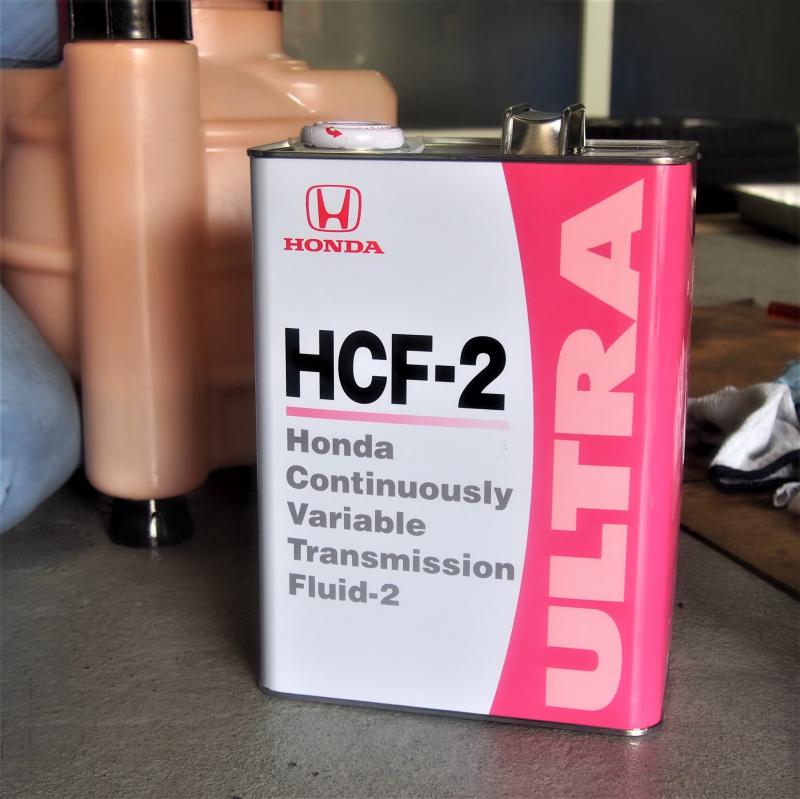 HONDA
HCF-2
Honda
Continuously
Variable
Transmission
Fluid-2
ULTRA